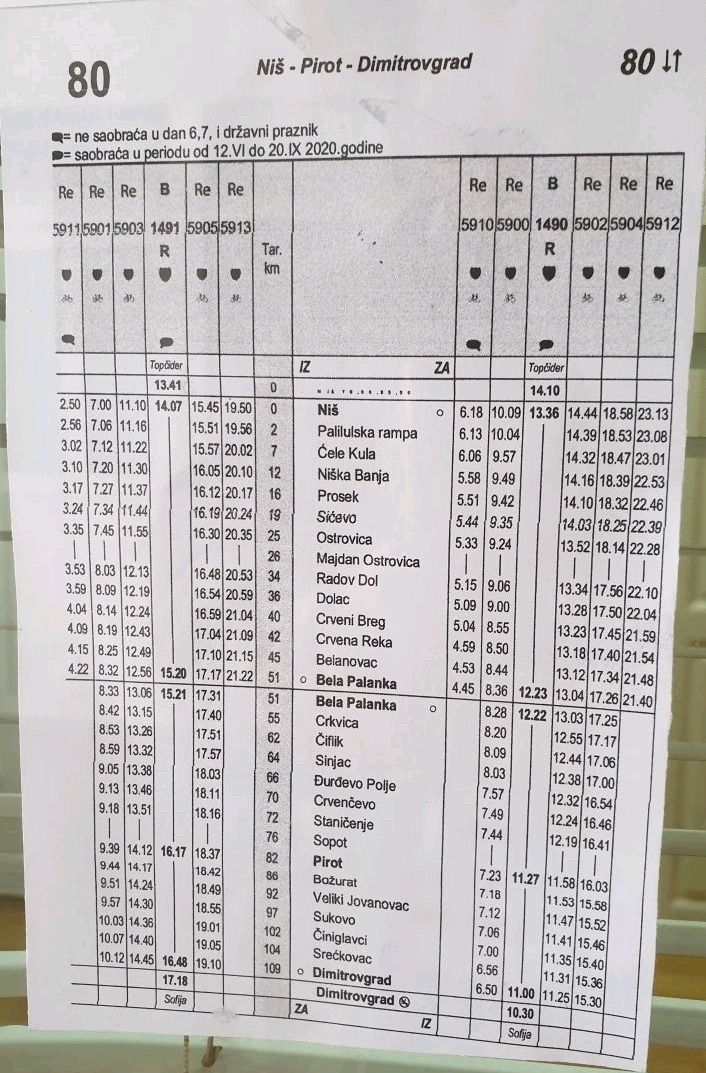 80 Niš - Pirot - Dimitrovgrad 80 ↓↑
= ne saobraća u dan 6,7, i državni praznik
= saobraća u periodu od 12.VI do 20.IX 2020.godine
Re Re Re B Re Re Re Re B Re Re Re
5911 5901 5903 1491 5905 5913 5910 5900 1490 5902 5904 5912
R Tar. R
km
Topčider IZ ZA Topčider
13.41 0 14.10
2.50 7.00 11.10 14.07 15.45 19.50 0 Niš 6.18 10.09 13.36 14.44 18.58 23.13
2.56 7.06 11.16 15.51 19.56 2 Palilulska rampa 6.13 10.04 14.39 18.53 23.08
3.02 7.12 11.22 15.57 20.02 7 Ćele Kula 6.06 9.57 14.32 18.47 23.01
3.10 7.20 11.30 16.05 20.10 12 Niška Banja 5.58 9.49 14.16 18.39 22.53
3.17 7.27 11.37 16.12 20.17 16 Prosek 5.51 9.42 14.10 18.32 22.46
3.24 7.34 11.44 16.19 20.24 19 Sićevo 5.44 9.35 14.03 18.25 22.39
3.35 7.45 11.55 16.30 20.35 25 Ostrovica 5.33 9.24 13.52 18.14 22.28
26 Majdan Ostrovica
3.53 8.03 12.13 16.48 20.53 34 Radov Dol 5.15 9.06 13.34 17.56 22.10
3.59 8.09 12.19 16.54 20.59 36 Dolac 5.09 9.00 13.28 17.50 22.04
4.04 8.14 12.24 16.59 21.04 40 Crveni Breg 5.04 8.55 13.23 17.45 21.59
4.09 8.19 12.43 17.04 21.09 42 Crvena Reka 4.59 8.50 13.18 17.40 21.54
4.15 8.25 12.49 17.10 21.15 45 Belanovac 4.53 8.44 13.12 17.34 21.48
4.22 8.32 12.56 15.20 17.17 21.22 51 Bela Palanka 4.45 8.36 12.23 13.04 17.26 21.40
8.33 13.06 15.21 17.31 51 Bela Palanka 8.28 12.22 13.03 17.25
8.42 13.15 17.40 55 Crkvica 8.20 12.55 17.17
8.53 13.26 17.51 62 Čiflik 8.09 12.44 17.06
8.59 13.32 17.57 64 Sinjac 8.03 12.38 17.00
9.05 13.38 18.03 66 Đurđevo Polje 7.57 12.32 16.54
9.13 13.46 18.11 70 Crvenčevo 7.49 12.24 16.46
9.18 13.51 18.16 72 Staničenje 7.44 12.19 16.41
76 Sopot
9.39 14.12 16.17 18.37 82 Pirot 7.23 11.27 11.58 16.03
9.44 14.17 18.42 86 Božurat 7.18 11.53 15.58
9.51 14.24 18.49 92 Veliki Jovanovac 7.12 11.47 15.52
9.57 14.30 18.55 97 Sukovo 7.06 11.41 15.46
10.03 14.36 19.01 102 Činiglavci 7.00 11.35 15.40
10.07 14.40 19.05 104 Srećkovac 6.56 11.31 15.36
10.12 14.45 16.48 19.10 109 Dimitrovgrad 6.50 11.00 11.25 15.30
17.18 Dimitrovgrad 10.30
Sofija ZA IZ Sofija